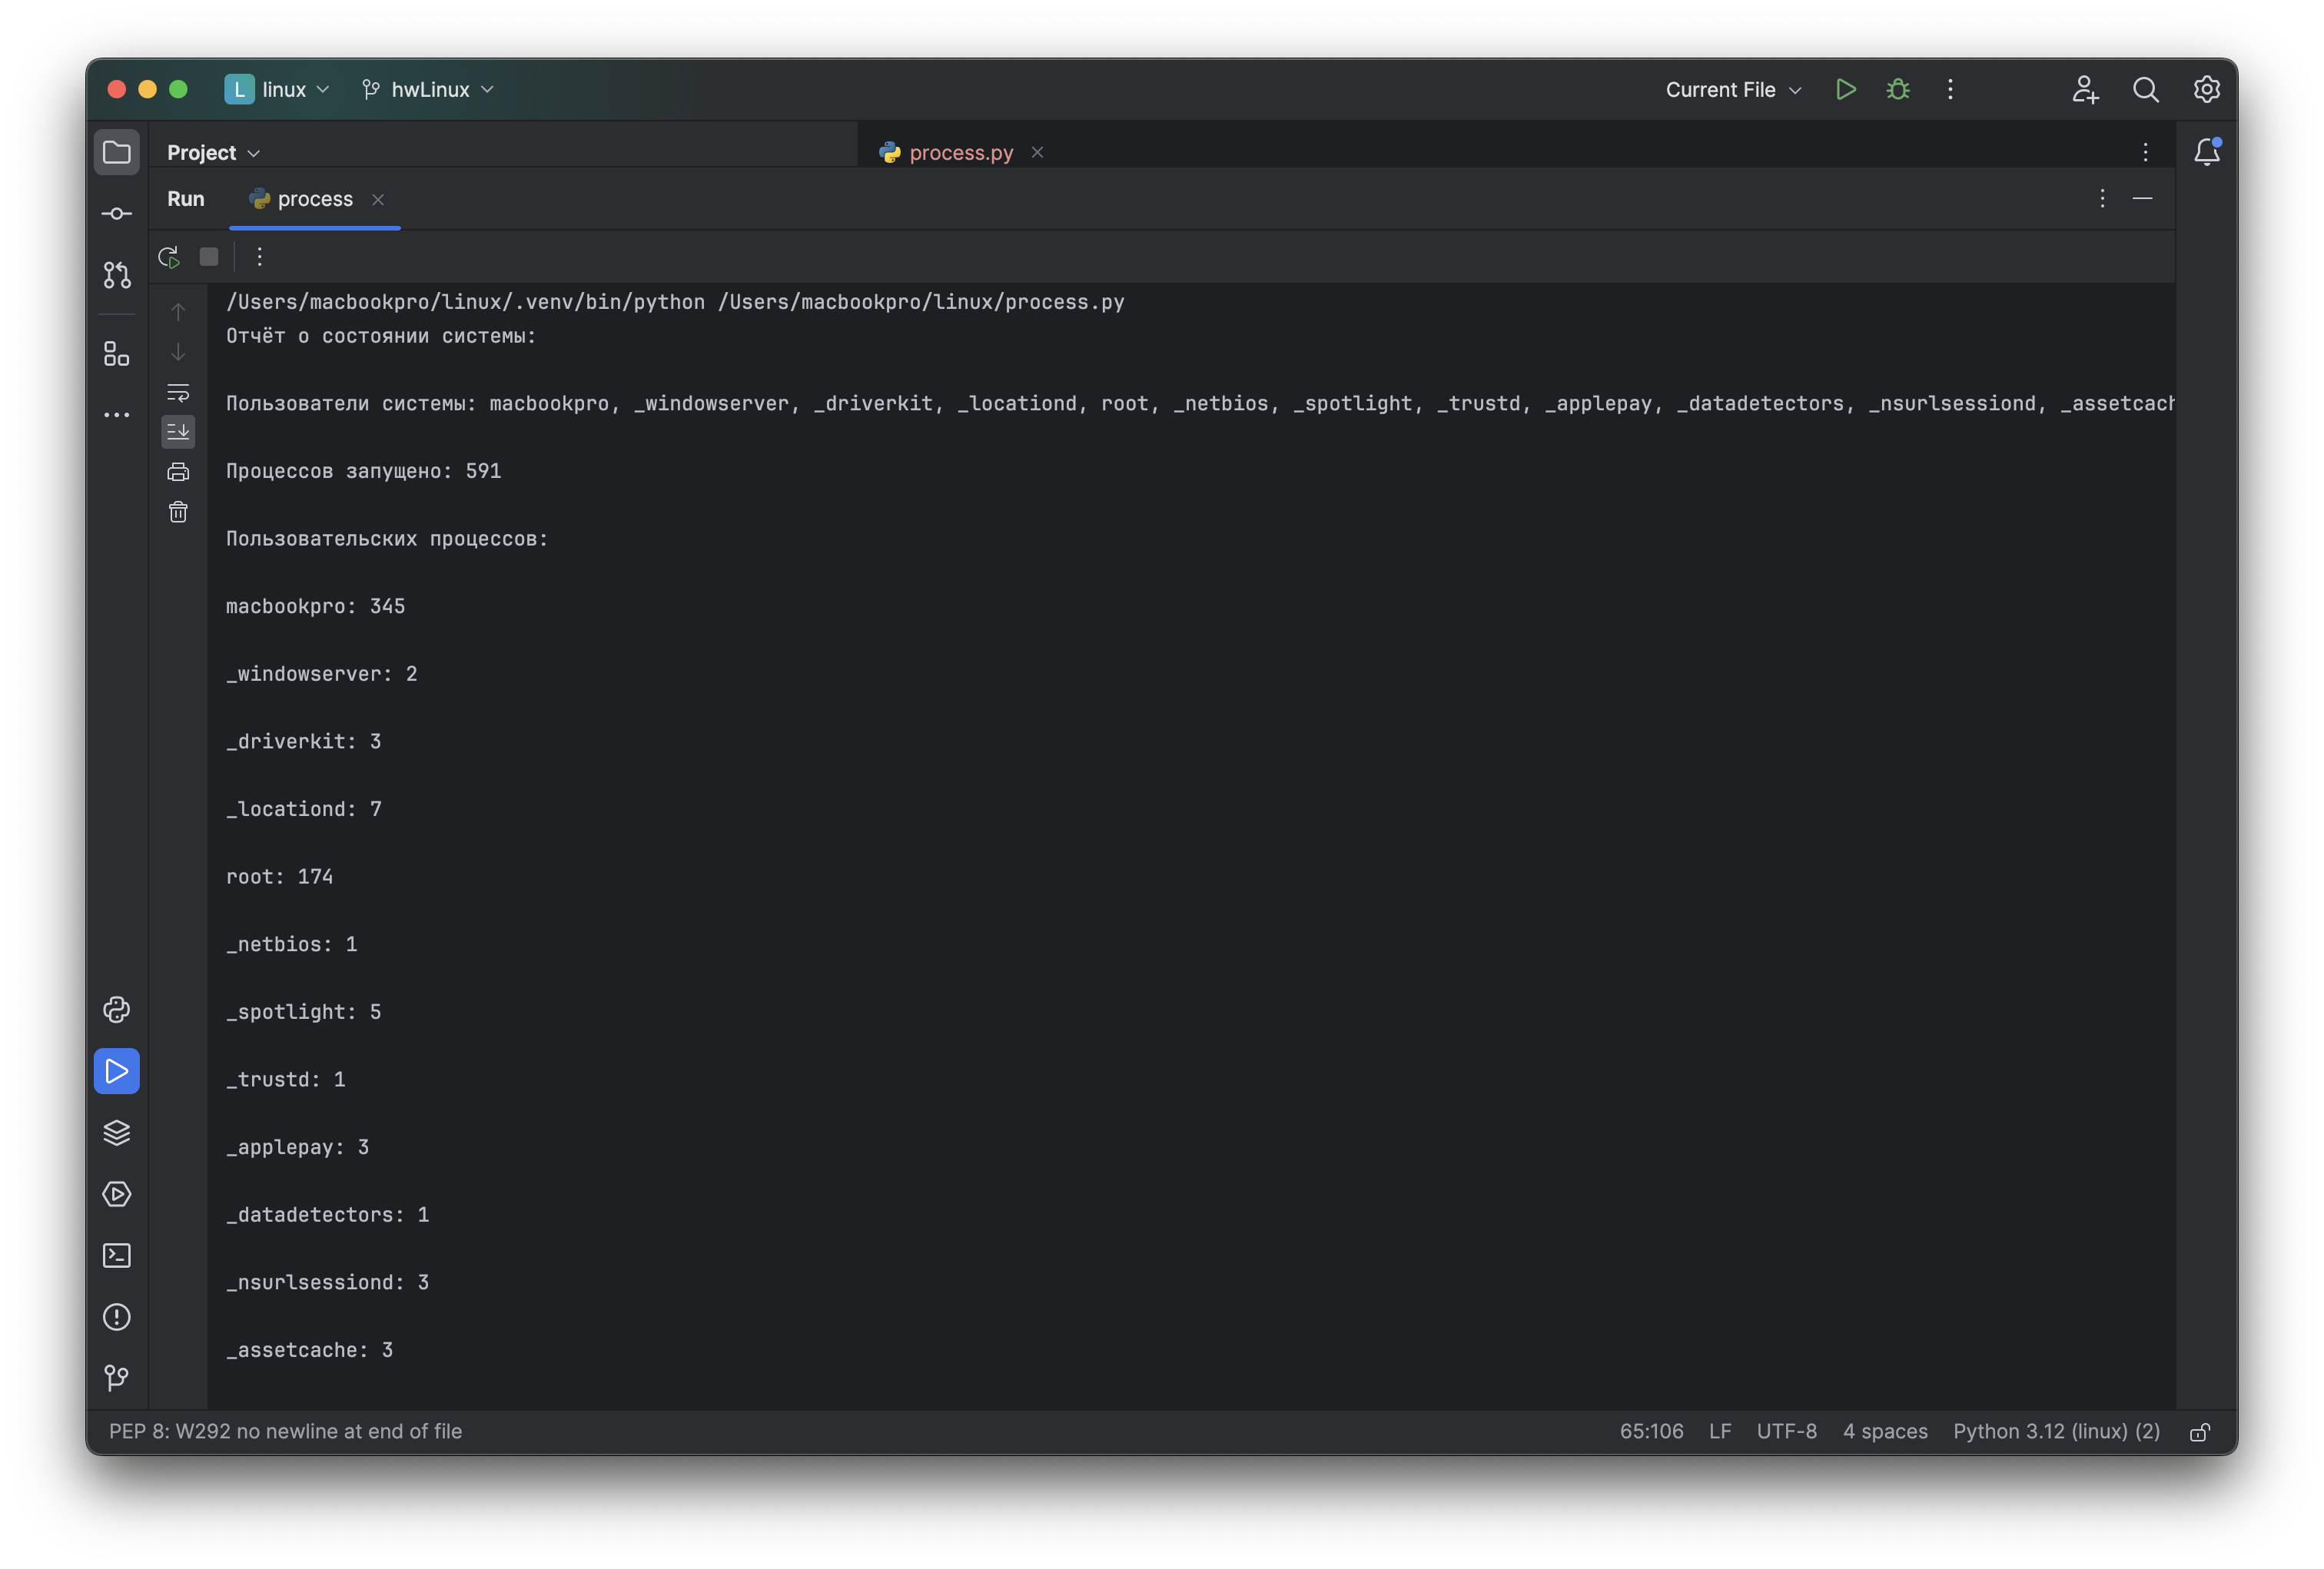 L linux hwLinux Current File
Project process.py
Run process
/Users/macbookpro/linux/.venv/bin/python /Users/macbookpro/linux/process.py
Отчёт о состоянии системы:
Пользователи системы: macbookpro, _windowserver, _driverkit, _locationd, root, _netbios, _spotlight, _trustd, _applepay, _datadetectors, _nsurlsessiond, _assetcach
Процессов запущено: 591
Пользовательских процессов:
macbookpro: 345
_windowserver: 2
_driverkit: 3
_locationd: 7
root: 174
_netbios: 1
_spotlight: 5
_trustd: 1
_applepay: 3
_datadetectors: 1
_nsurlsessiond: 3
_assetcache: 3
PEP 8: W292 no newline at end of file 65:106 LF UTF-8 4 spaces Python 3.12 (linux) (2)